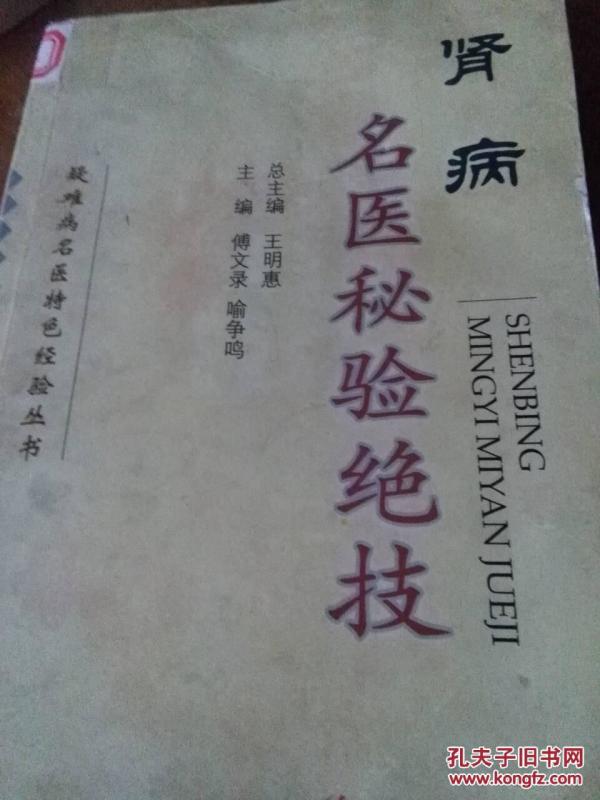 肾病
名医秘验绝技
SHENBING
MINGYI MIYAN JUEJI
总主编 王明惠
主编 傅文录 喻争鸣
疑难病名医特色经验丛书
孔夫子旧书网
www.kongfz.com